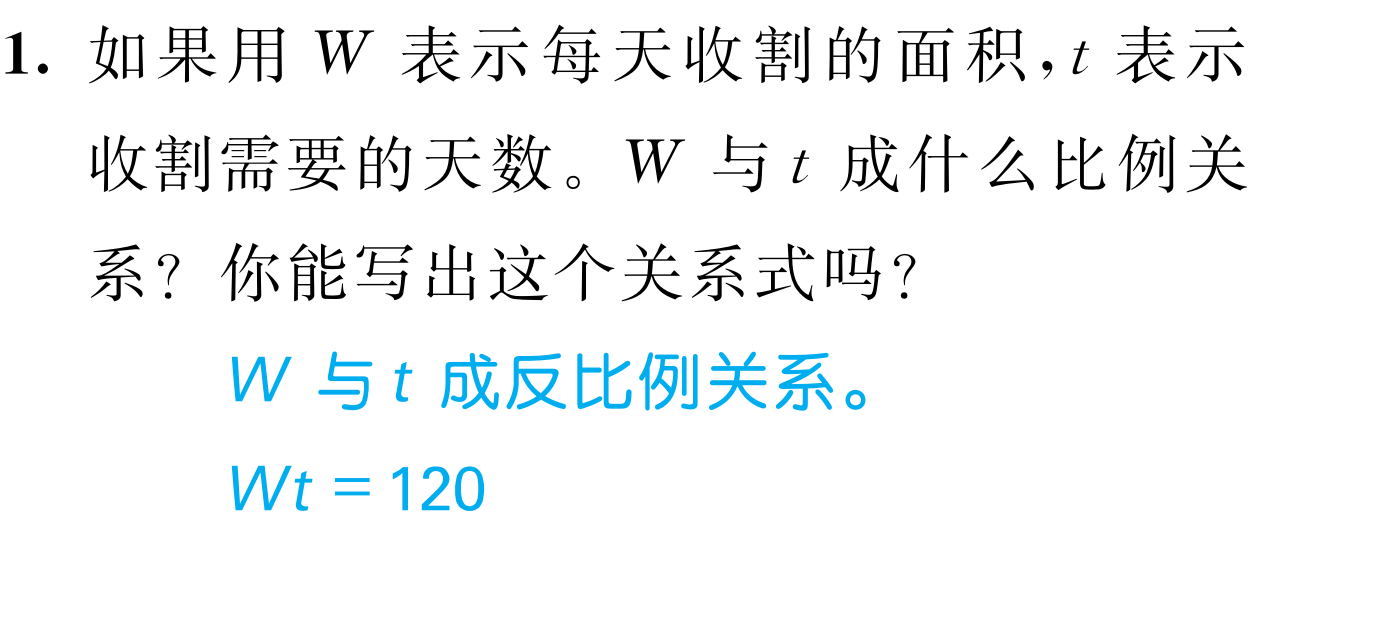 1. 如果用 W 表示每天收割的面积,t 表示
收割需要的天数。W 与 t 成什么比例关
系？你能写出这个关系式吗？
W 与 t 成反比例关系。
Wt = 120